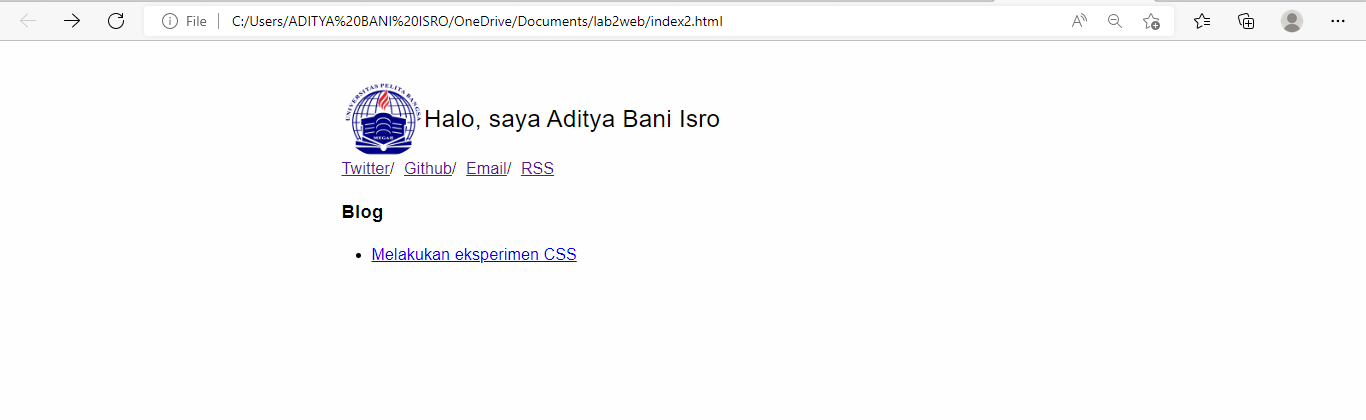 File C:/Users/ADITYA%20BANI%20ISRO/OneDrive/Documents/lab2web/index2.html
UNIVERSITAS PELITA BANGSA
Halo, saya Aditya Bani Isro
Twitter/ Github/ Email/ RSS
Blog
• Melakukan eksperimen CSS